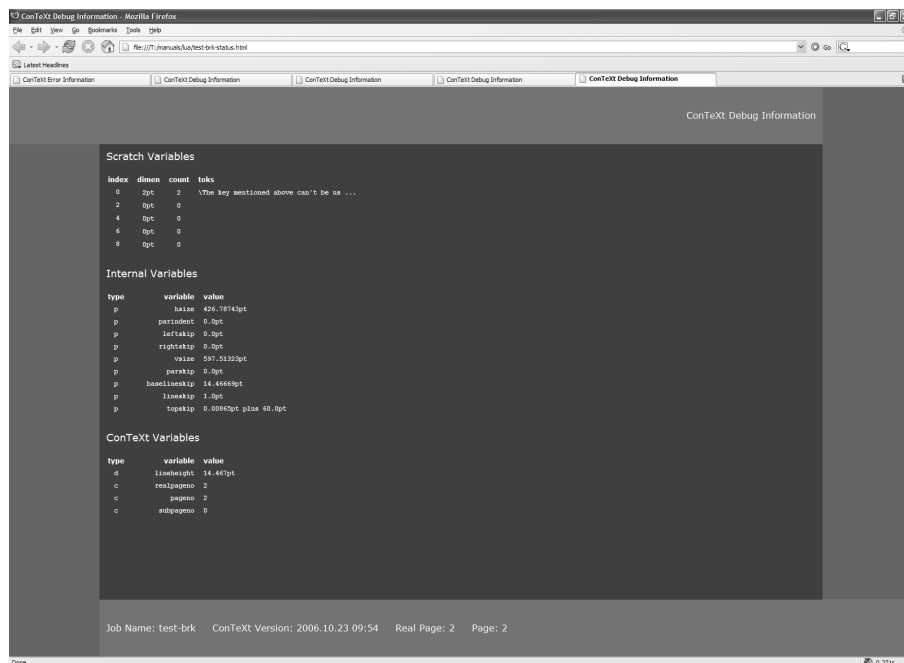 ConTeXt Debug Information - Mozilla Firefox
File Edit View Go Bookmarks Tools Help
file:///T:/manuals/lua/test-brk-status.html
Go
Latest Headlines
ConTeXt Error Information ConTeXt Debug Information ConTeXt Debug Information ConTeXt Debug Information ConTeXt Debug Information
ConTeXt Debug Information
Scratch Variables
index dimen count toks
0 2pt 2 \The key mentioned above can't be us ...
2 0pt 0
4 0pt 0
6 0pt 0
8 0pt 0
Internal Variables
type variable value
p hsize 426.78743pt
p parindent 0.0pt
p leftskip 0.0pt
p rightskip 0.0pt
p vsize 597.51323pt
p parskip 0.0pt
p baselineskip 14.46669pt
p lineskip 1.0pt
p topskip 0.00865pt plus 60.0pt
ConTeXt Variables
type variable value
d lineheight 14.467pt
c realpageno 2
c pageno 2
c subpageno 0
Job Name: test-brk ConTeXt Version: 2006.10.23 09:54 Real Page: 2 Page: 2
Done